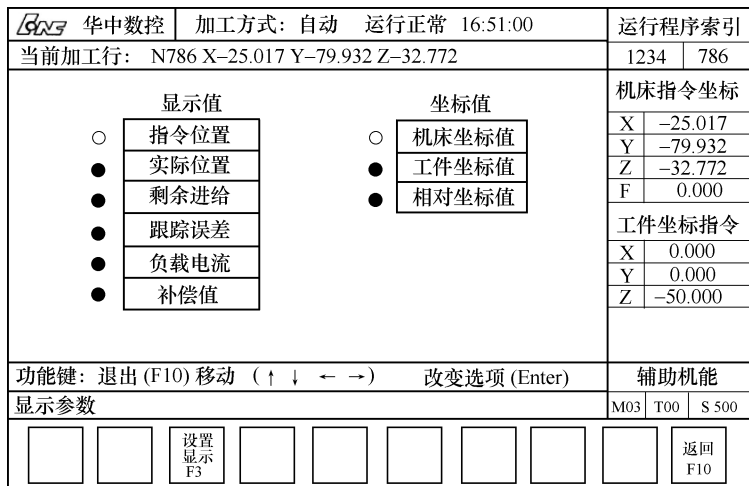 华中数控 加工方式：自动 运行正常 16:51:00 运行程序索引
当前加工行： N786 X−25.017 Y−79.932 Z−32.772 1234 786
机床指令坐标
X −25.017
Y −79.932
Z −32.772
F 0.000
工件坐标指令
X 0.000
Y 0.000
Z −50.000
显示值
指令位置
实际位置
剩余进给
跟踪误差
负载电流
补偿值
坐标值
机床坐标值
工件坐标值
相对坐标值
功能键：退出 (F10) 移动 (↑ ↓ ← →) 改变选项 (Enter) 辅助机能
显示参数 M03 T00 S 500
设置
显示
F3
返回
F10